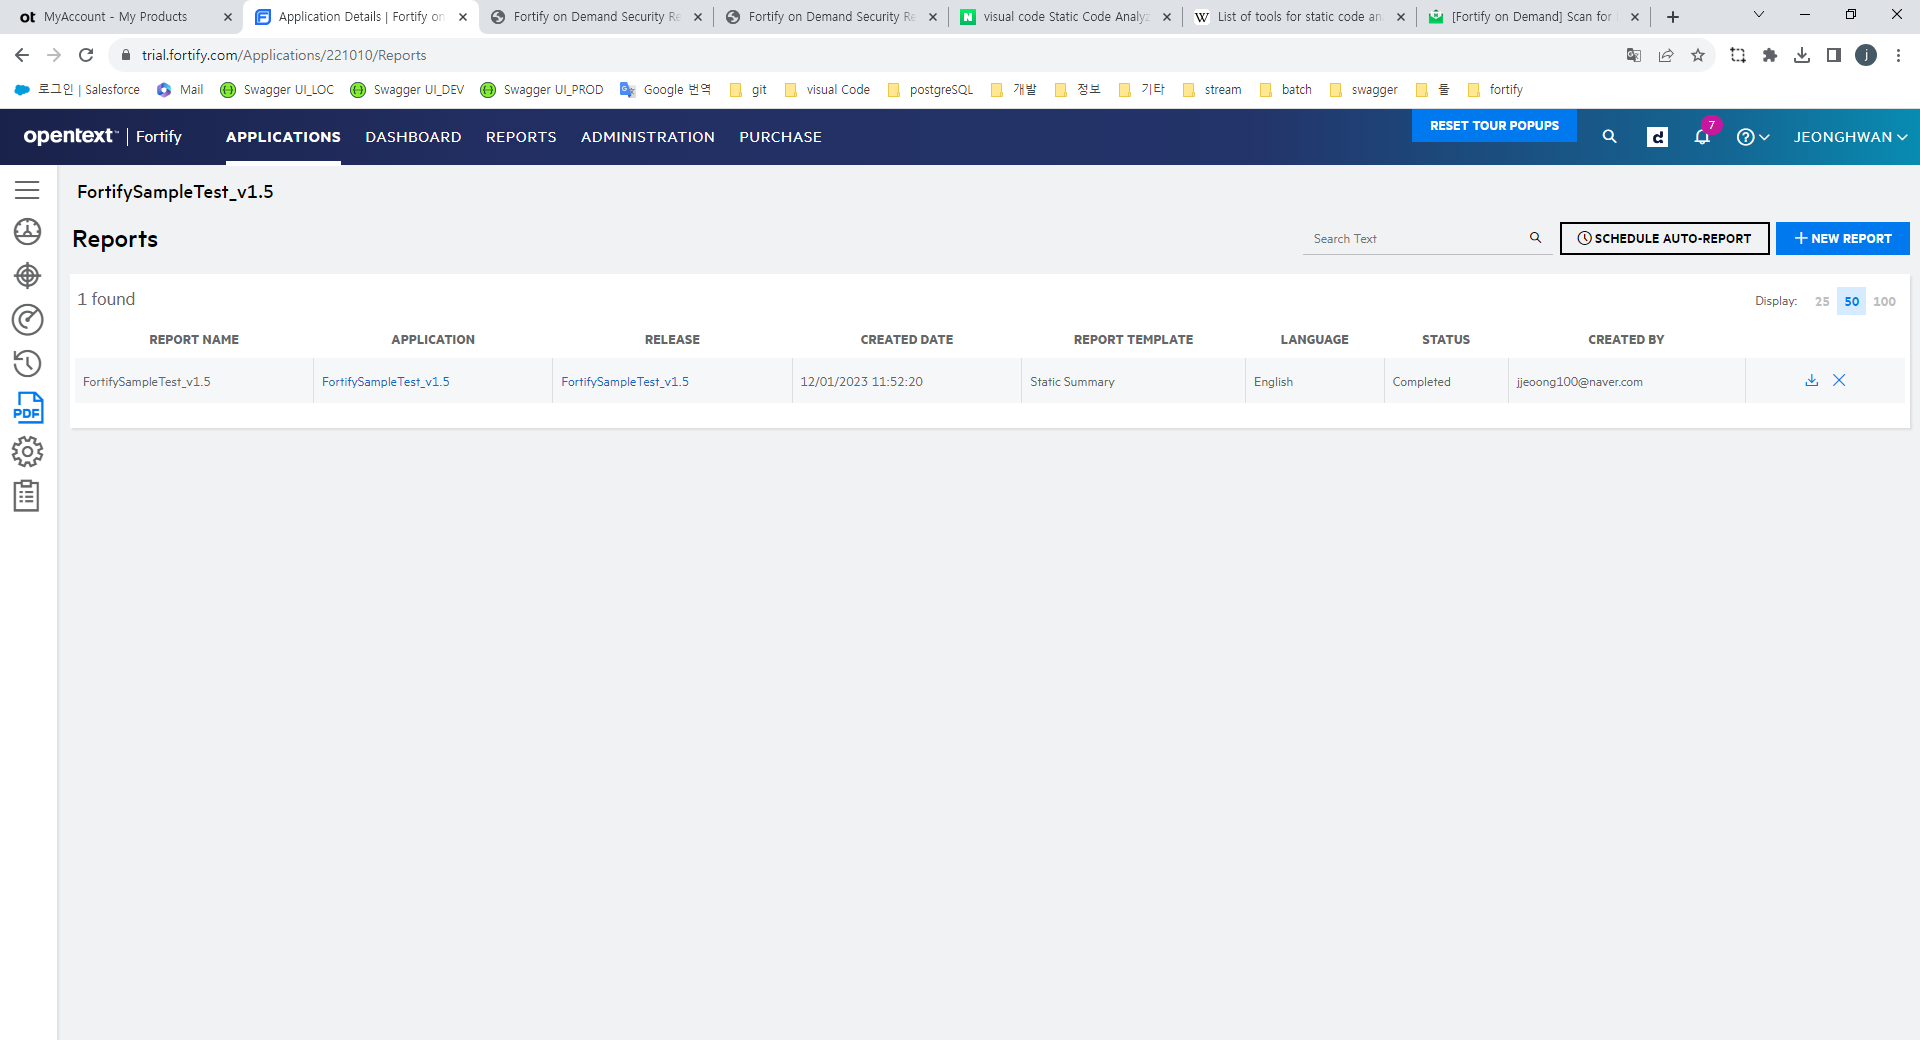 MyAccount - My Products
Application Details | Fortify on
Fortify on Demand Security Re
Fortify on Demand Security Re
visual code Static Code Analyz
List of tools for static code an
[Fortify on Demand] Scan for
trial.fortify.com/Applications/221010/Reports
로그인 | Salesforce
Mail
Swagger UI_LOC
Swagger UI_DEV
Swagger UI_PROD
Google 번역
git
visual Code
postgreSQL
개발
정보
기타
stream
batch
swagger
툴
fortify
opentext™ | Fortify
APPLICATIONS
DASHBOARD
REPORTS
ADMINISTRATION
PURCHASE
RESET TOUR POPUPS
7
JEONGHWAN
FortifySampleTest_v1.5
Reports
Search Text
SCHEDULE AUTO-REPORT
+ NEW REPORT
1 found
Display: 25 50 100
REPORT NAME APPLICATION RELEASE CREATED DATE REPORT TEMPLATE LANGUAGE STATUS CREATED BY
FortifySampleTest_v1.5 FortifySampleTest_v1.5 FortifySampleTest_v1.5 12/01/2023 11:52:20 Static Summary English Completed jjeoong100@naver.com
PDF